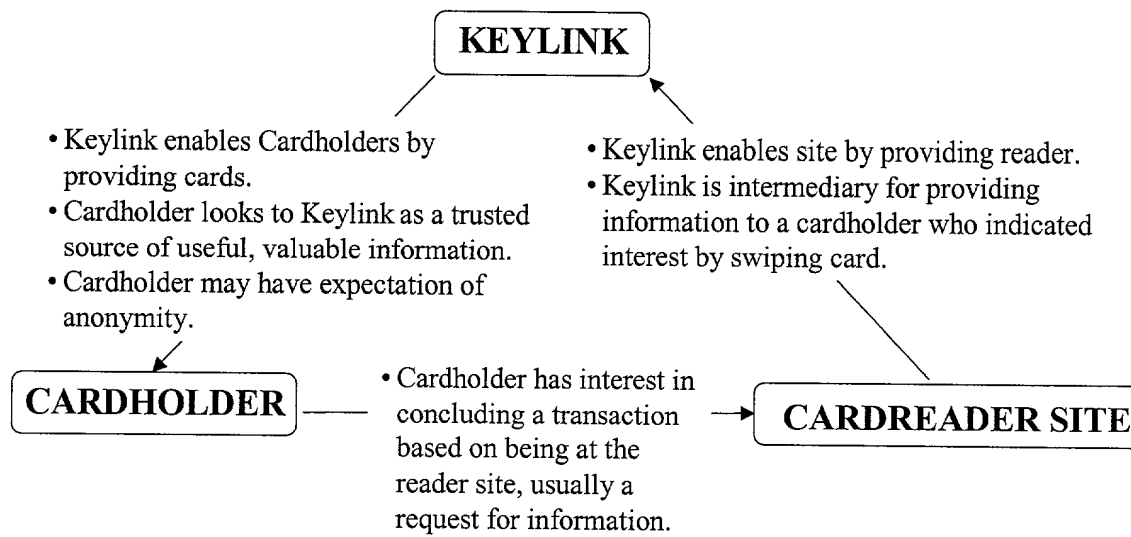 KEYLINK
• Keylink enables Cardholders by
providing cards.
• Cardholder looks to Keylink as a trusted
source of useful, valuable information.
• Cardholder may have expectation of
anonymity.
• Keylink enables site by providing reader.
• Keylink is intermediary for providing
information to a cardholder who indicated
interest by swiping card.
CARDHOLDER
• Cardholder has interest in
concluding a transaction
based on being at the
reader site, usually a
request for information.
CARDREADER SITE